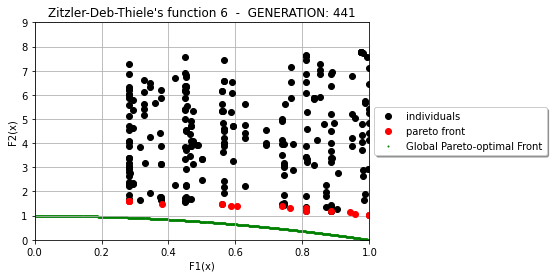 Zitzler-Deb-Thiele's function 6 - GENERATION: 441
9
8
7
6
5
4
3
2
1
0
F2(x)
0.0 0.2 0.4 0.6 0.8 1.0
F1(x)
individuals
pareto front
Global Pareto-optimal Front